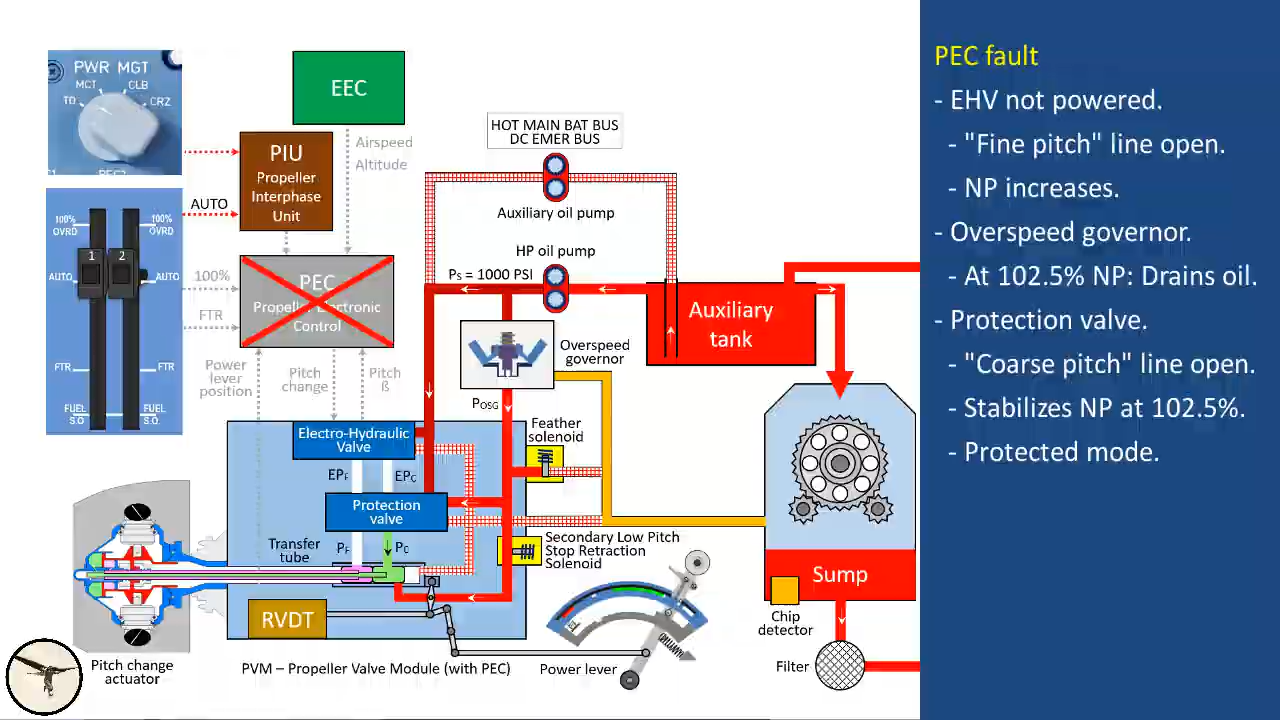 PWR MGT
MCT
CLB
TO
CRZ
EEC
Airspeed
Altitude
PIU
Propeller
Interphase
Unit
HOT MAIN BAT BUS
DC EMER BUS
Auxiliary oil pump
HP oil pump
PS = 1000 PSI
AUTO
100%
OVRD
100%
OVRD
1
2
AUTO
AUTO
FTR
FTR
FUEL
S.O
FUEL
S.O.
100%
FTR
PEC
Propeller Electronic
Control
Auxiliary
tank
Overspeed
governor
POSG
Power
lever
position
Pitch
change
Pitch
ß
Feather
solenoid
Electro-Hydraulic
Valve
EPF
EPC
Protection
valve
Transfer
tube
PF
PC
Secondary Low Pitch
Stop Retraction
Solenoid
RVDT
Sump
Chip
detector
Filter
Pitch change
actuator
PVM – Propeller Valve Module (with PEC)
Power lever
PEC fault
- EHV not powered.
- "Fine pitch" line open.
- NP increases.
- Overspeed governor.
- At 102.5% NP: Drains oil.
- Protection valve.
- "Coarse pitch" line open.
- Stabilizes NP at 102.5%.
- Protected mode.